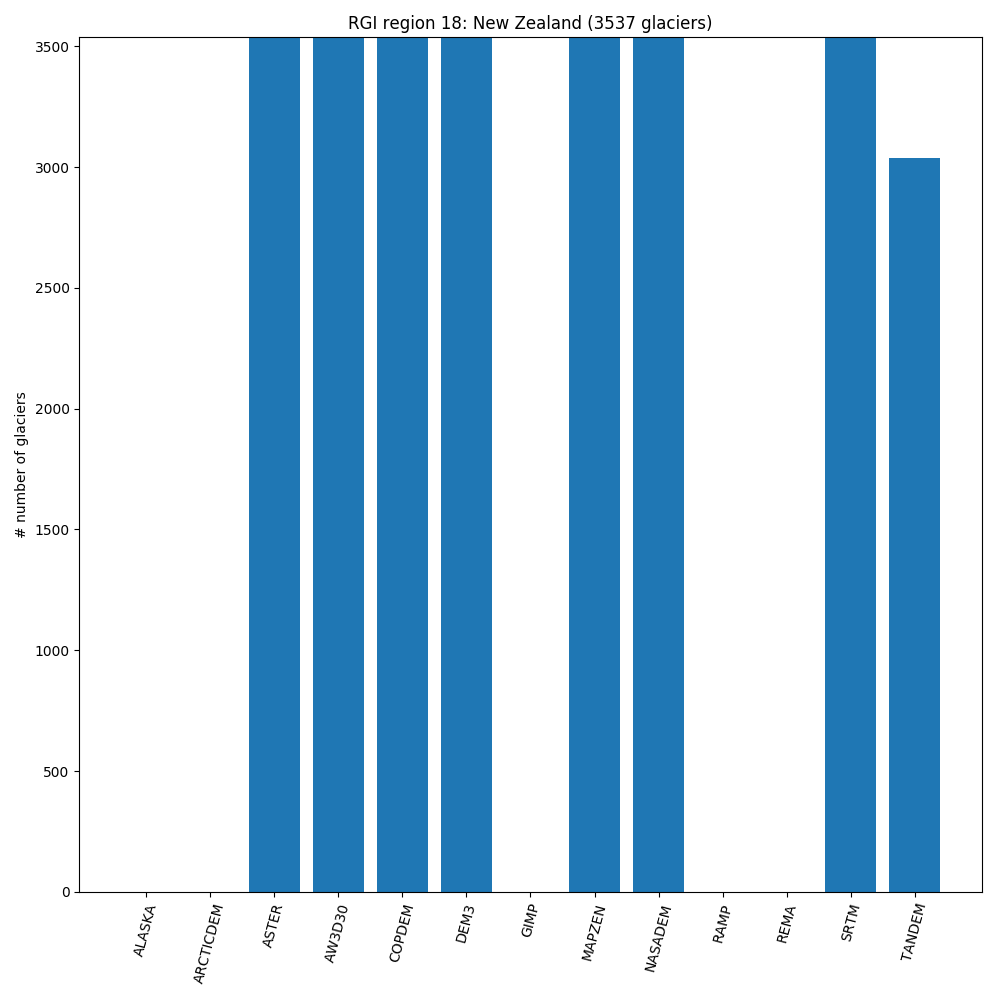 RGI region 18: New Zealand (3537 glaciers)
# number of glaciers
3500
3000
2500
2000
1500
1000
500
0
ALASKA
ARCTICDEM
ASTER
AW3D30
COPDEM
DEM3
GIMP
MAPZEN
NASADEM
RAMP
REMA
SRTM
TANDEM